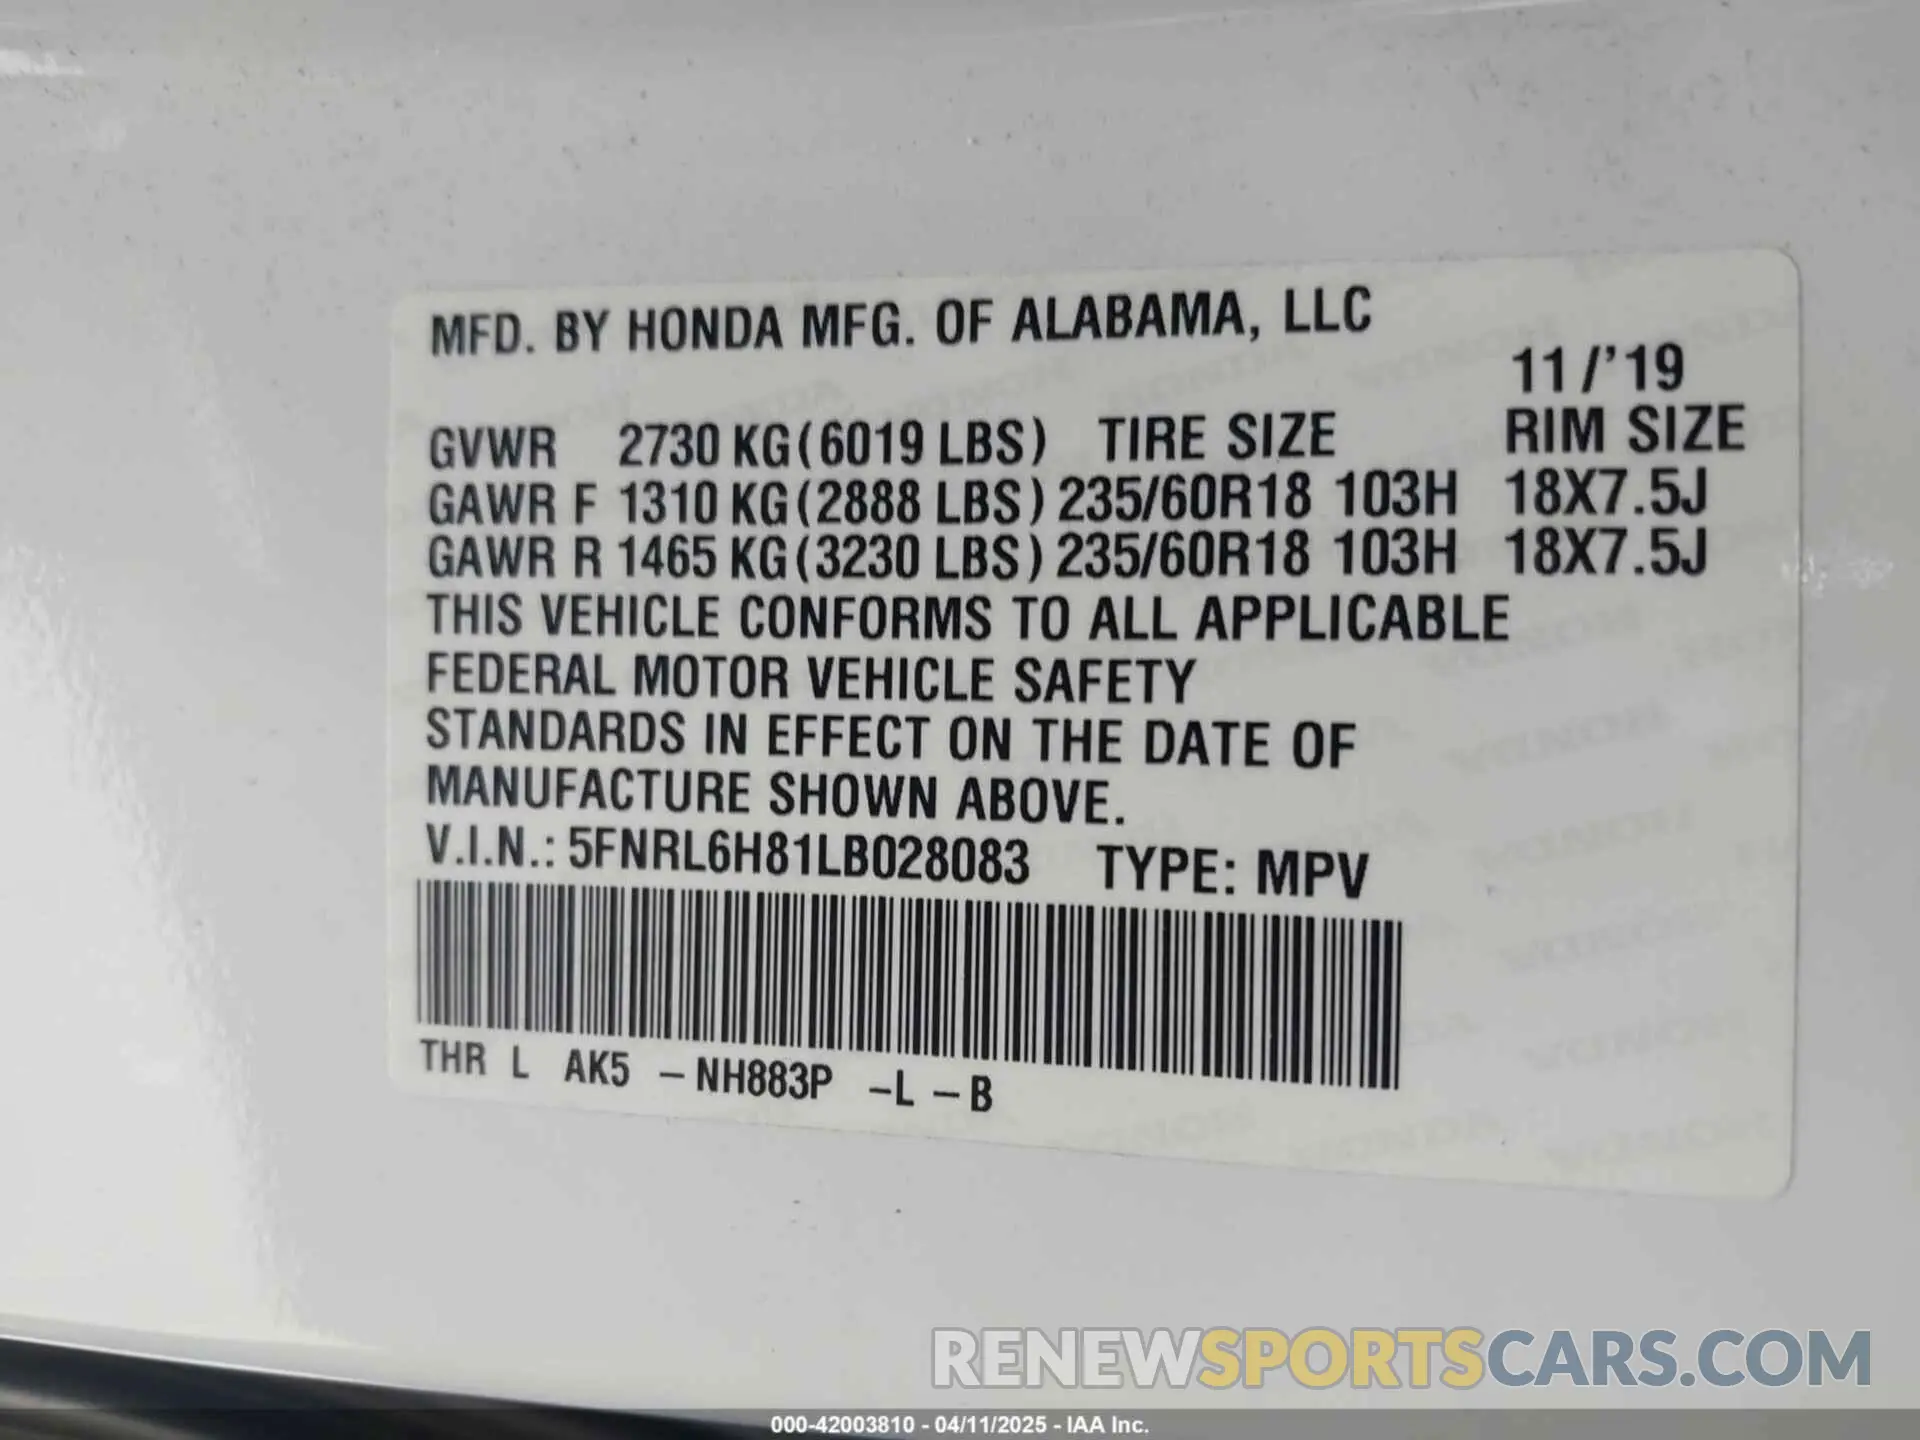 MFD. BY HONDA MFG. OF ALABAMA, LLC
11/'19
GVWR 2730 KG(6019 LBS) TIRE SIZE RIM SIZE
GAWR F 1310 KG(2888 LBS) 235/60R18 103H 18X7.5J
GAWR R 1465 KG(3230 LBS) 235/60R18 103H 18X7.5J
THIS VEHICLE CONFORMS TO ALL APPLICABLE
FEDERAL MOTOR VEHICLE SAFETY
STANDARDS IN EFFECT ON THE DATE OF
MANUFACTURE SHOWN ABOVE.
V.I.N.: 5FNRL6H81LB028083 TYPE: MPV
THR L AK5 -NH883P -L -B
RENEWSPORTSCARS.COM
000-42003810 - 04/11/2025 - IAA Inc.